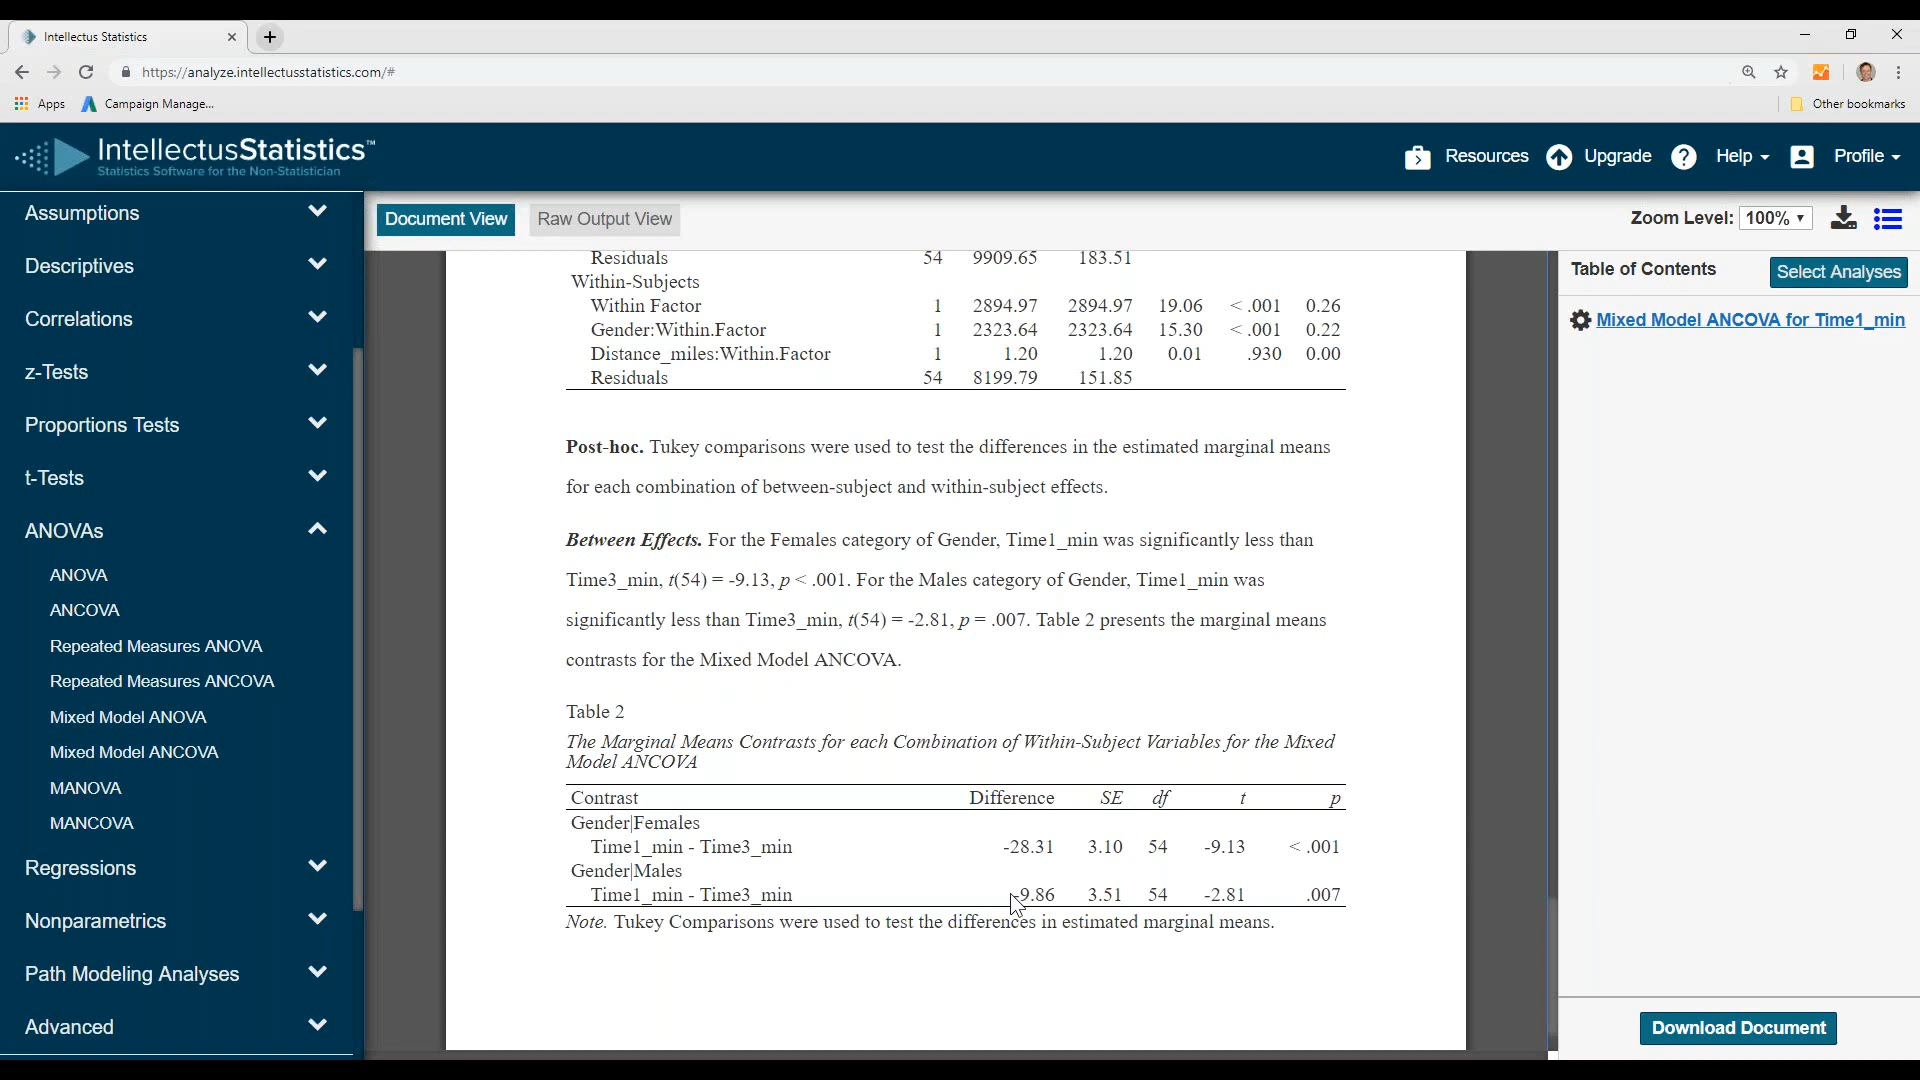 Intellectus Statistics
https://analyze.intellectusstatistics.com/#
Apps
Campaign Manage...
Other bookmarks
IntellectusStatistics™
Statistics Software for the Non-Statistician
Resources
Upgrade
Help
Profile
Assumptions
Descriptives
Correlations
z-Tests
Proportions Tests
t-Tests
ANOVAs
ANOVA
ANCOVA
Repeated Measures ANOVA
Repeated Measures ANCOVA
Mixed Model ANOVA
Mixed Model ANCOVA
MANOVA
MANCOVA
Regressions
Nonparametrics
Path Modeling Analyses
Advanced
Document View
Raw Output View
Zoom Level: 100%
Residuals 54 9909.65 183.51
Within-Subjects
Within Factor 1 2894.97 2894.97 19.06 < .001 0.26
Gender:Within.Factor 1 2323.64 2323.64 15.30 < .001 0.22
Distance_miles:Within.Factor 1 1.20 1.20 0.01 .930 0.00
Residuals 54 8199.79 151.85
Post-hoc. Tukey comparisons were used to test the differences in the estimated marginal means
for each combination of between-subject and within-subject effects.
Between Effects. For the Females category of Gender, Time1_min was significantly less than
Time3_min, t(54) = -9.13, p < .001. For the Males category of Gender, Time1_min was
significantly less than Time3_min, t(54) = -2.81, p = .007. Table 2 presents the marginal means
contrasts for the Mixed Model ANCOVA.
Table 2
The Marginal Means Contrasts for each Combination of Within-Subject Variables for the Mixed
Model ANCOVA
Contrast Difference SE df t p
Gender|Females
Time1_min - Time3_min -28.31 3.10 54 -9.13 < .001
Gender|Males
Time1_min - Time3_min -9.86 3.51 54 -2.81 .007
Note. Tukey Comparisons were used to test the differences in estimated marginal means.
Table of Contents
Select Analyses
Mixed Model ANCOVA for Time1_min
Download Document